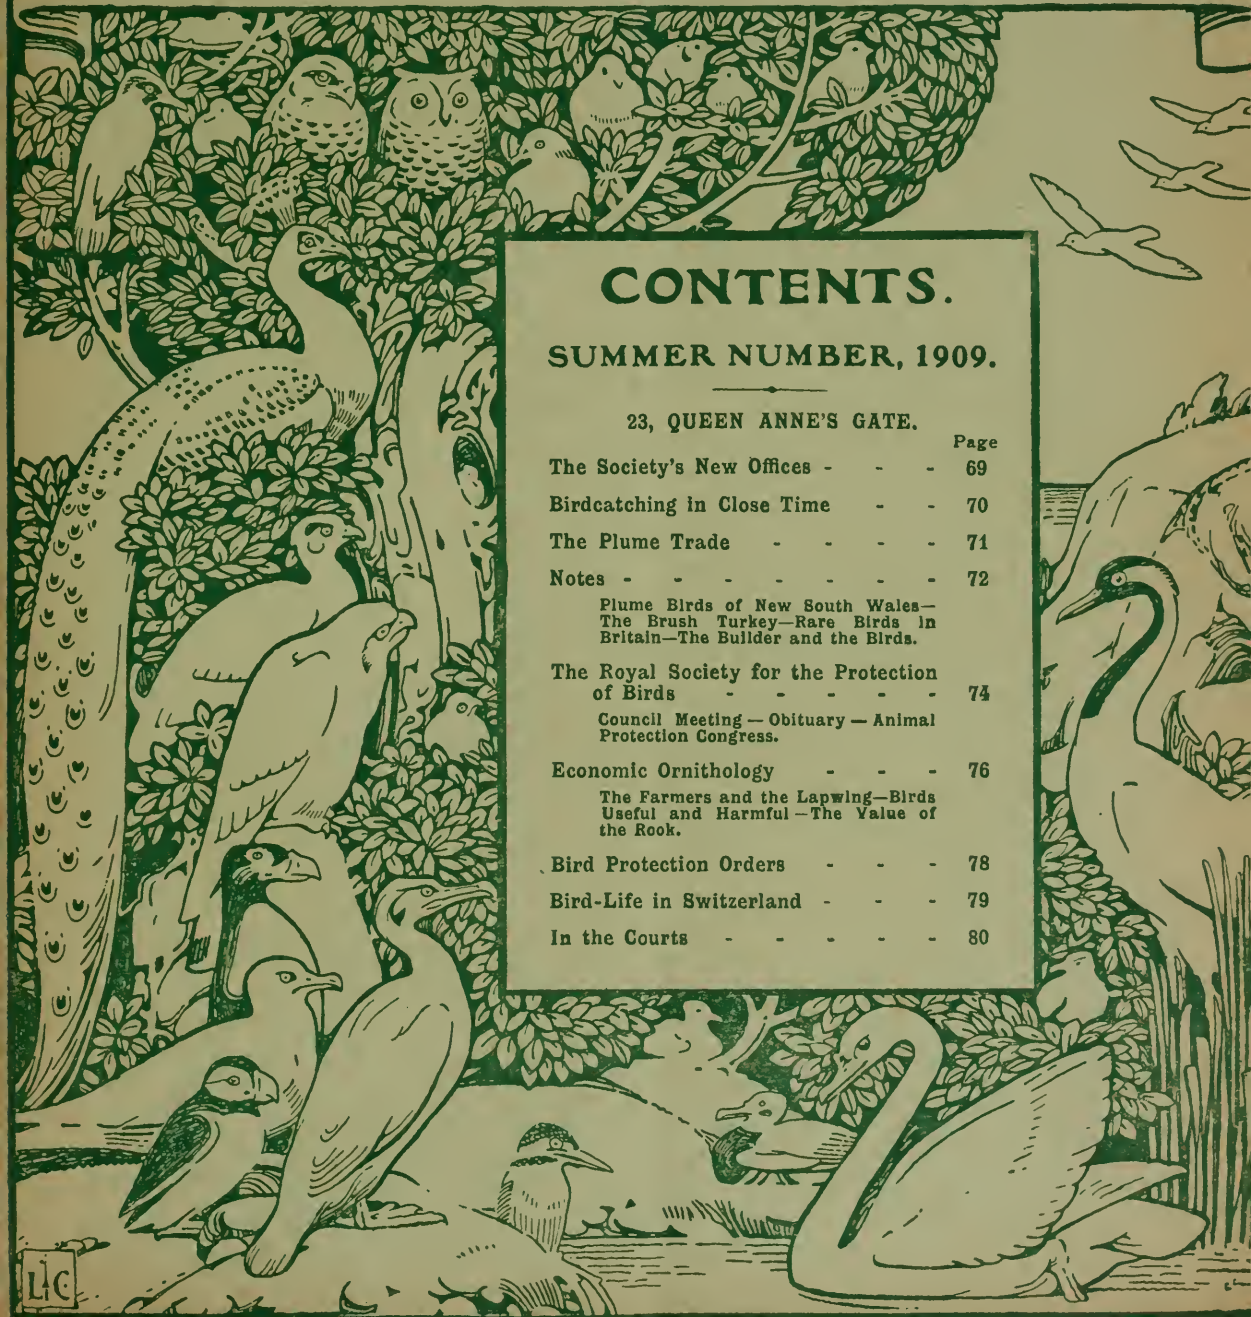 CONTENTS.
SUMMER NUMBER, 1909.
23, QUEEN ANNE'S GATE.
Page
The Society's New Offices - - - 69
Birdcatching in Close Time - - 70
The Plume Trade - - - - 71
Notes - - - - - - - 72
Plume Birds of New South Wales—
The Brush Turkey—Rare Birds in
Britain—The Builder and the Birds.
The Royal Society for the Protection
of Birds - - - - - 74
Council Meeting — Obituary — Animal
Protection Congress.
Economic Ornithology - - - 76
The Farmers and the Lapwing—Birds
Useful and Harmful—The Value of
the Rook.
Bird Protection Orders - - - 78
Bird-Life in Switzerland - - - 79
In the Courts - - - - - 80